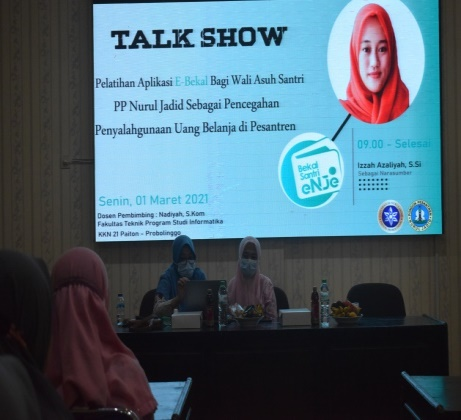 TALK SHOW
Pelatihan Aplikasi E-Bekal Bagi Wali Asuh Santri
PP Nurul Jadid Sebagai Pencegahan
Penyalahgunaan Uang Belanja di Pesantren
Bekal
Santri
eNJe
09.00 - Selesai
Izzah Azaliyah, S.Si
Sebagai Narasumber
Senin, 01 Maret 2021
Dosen Pembimbing : Nadiyah, S.Kom
Fakultas Teknik Program Studi Informatika
KKN 21 Paiton - Probolinggo